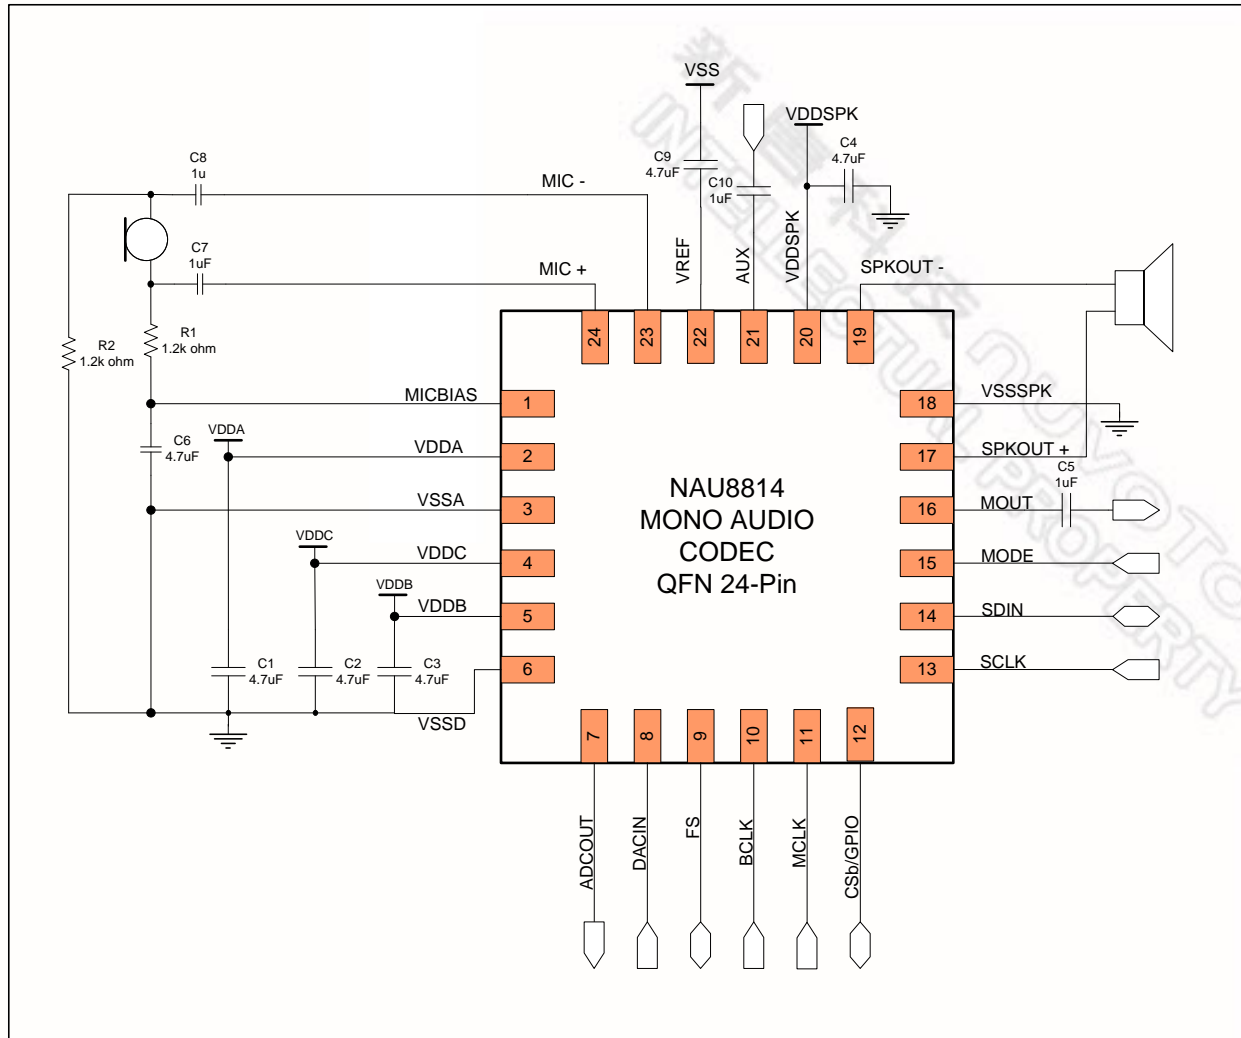 VSS
VDDSPK
C4
4.7uF
C9
4.7uF
C10
1uF
C8
1u
MIC -
C7
1uF
MIC +
VREF
AUX
VDDSPK
SPKOUT -
R1
1.2k ohm
R2
1.2k ohm
24
23
22
21
20
19
MICBIAS
1
18
VSSSPK
C6
4.7uF
VDDA
VDDA
2
17
SPKOUT +
C5
1uF
VSSA
3
16
MOUT
VDDC
VDDC
4
15
MODE
VDDB
VDDB
5
14
SDIN
C1
4.7uF
C2
4.7uF
C3
4.7uF
6
13
SCLK
VSSD
NAU8814
MONO AUDIO
CODEC
QFN 24-Pin
7
8
9
10
11
12
ADCOUT
DACIN
FS
BCLK
MCLK
CSb/GPIO
INTELLECTUAL PROPERTY